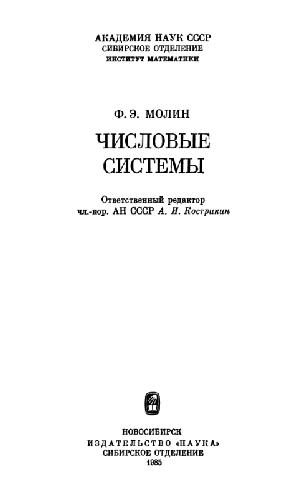 АКАДЕМИЯ НАУК СССР
СИБИРСКОЕ ОТДЕЛЕНИЕ
ИНСТИТУТ МАТЕМАТИКИ
Ф. Э. МОЛИН
ЧИСЛОВЫЕ
СИСТЕМЫ
Ответственный редактор
чл.-кор. АН СССР А. И. Кострикин
НОВОСИБИРСК
ИЗДАТЕЛЬСТВО «НАУКА»
СИБИРСКОЕ ОТДЕЛЕНИЕ
1985